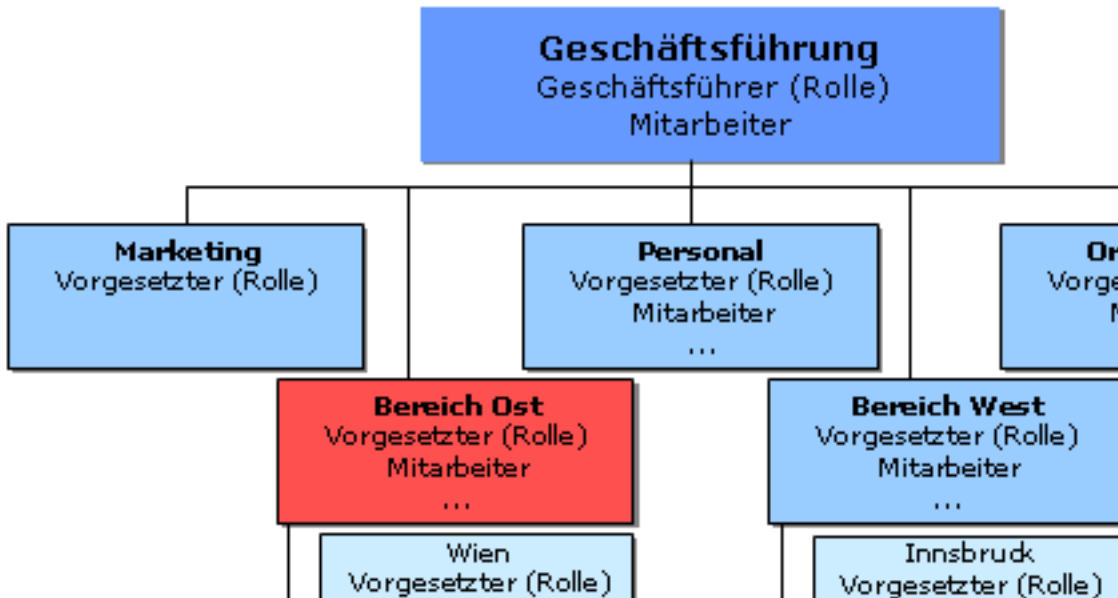 Geschäftsführung
Geschäftsführer (Rolle)
Mitarbeiter
Marketing
Vorgesetzter (Rolle)
Personal
Vorgesetzter (Rolle)
Mitarbeiter
...
Bereich Ost
Vorgesetzter (Rolle)
Mitarbeiter
...
Wien
Vorgesetzter (Rolle)
Bereich West
Vorgesetzter (Rolle)
Mitarbeiter
...
Innsbruck
Vorgesetzter (Rolle)